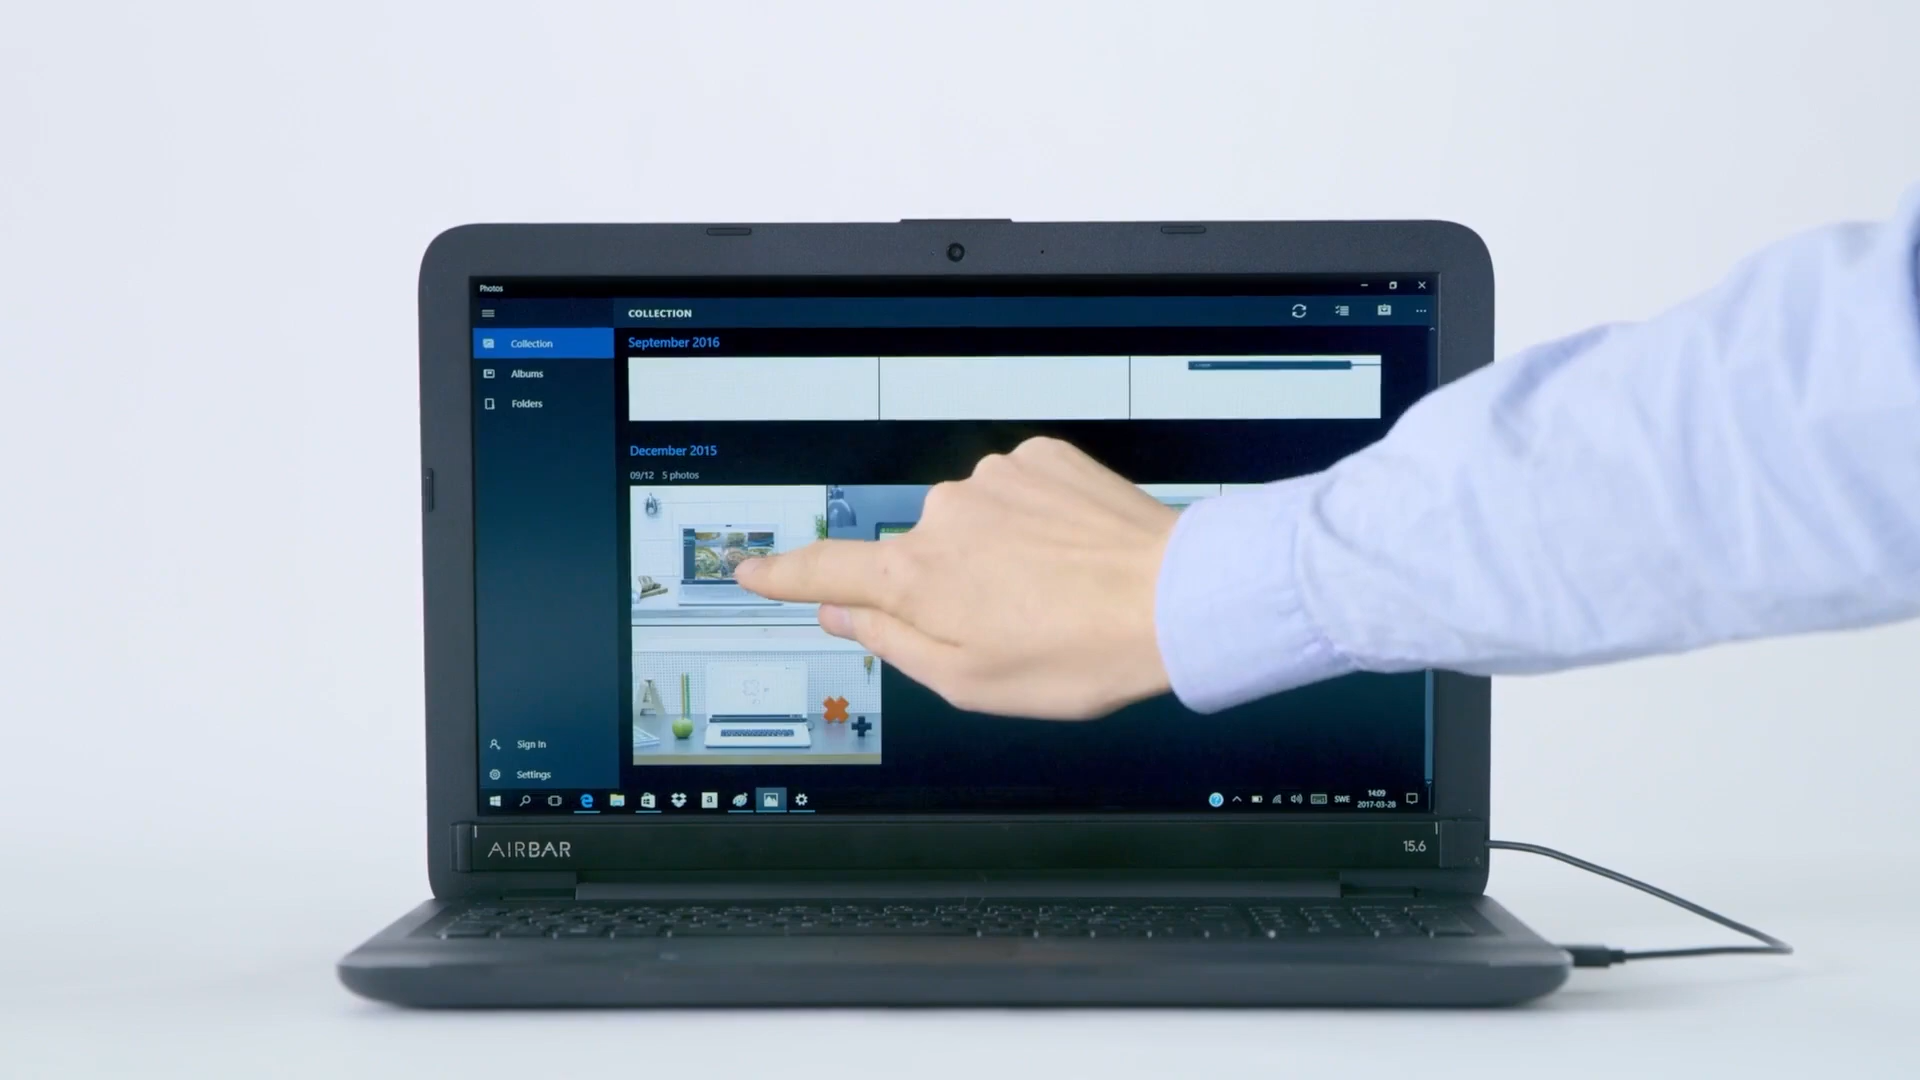 Photos
COLLECTION
Collection
September 2016
Albums
Folders
December 2015
09/12 5 photos
Sign In
Settings
SWE
14:09
2017-03-28
AIRBAR
15.6